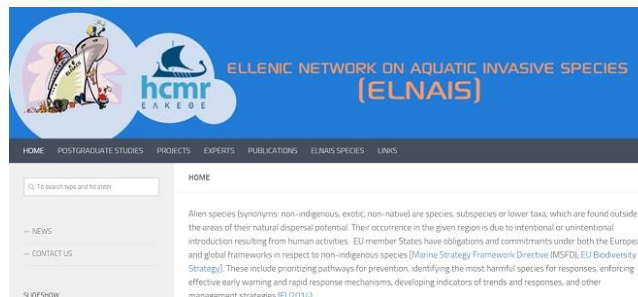 ELLENIC NETWORK ON AQUATIC INVASIVE SPECIES
(ELNAIS)
hcmr
ΕΛΚΕΘΕ
HOME POSTGRADUATE STUDIES PROJECTS EXPERTS PUBLICATIONS ELNAIS SPECIES LINKS
To search type and hit enter
— NEWS
— CONTACT US
SLIDESHOW
HOME
Alien species (synonyms: non-indigenous, exotic, non-native) are species, subspecies or lower taxa, which are found outside
the areas of their natural dispersal potential. Their occurrence in the given region is due to intentional or unintentional
introduction resulting from human activities. EU member States have obligations and commitments under both the Europea
and global frameworks in respect to non-indigenous species [Marine Strategy Framework Directive (MSFD), EU Biodiversity
Strategy]. These include prioritizing pathways for prevention, identifying the most harmful species for responses, enforcing
effective early warning and rapid response mechanisms, developing indicators of trends and responses, and other
management strategies (EU2014).